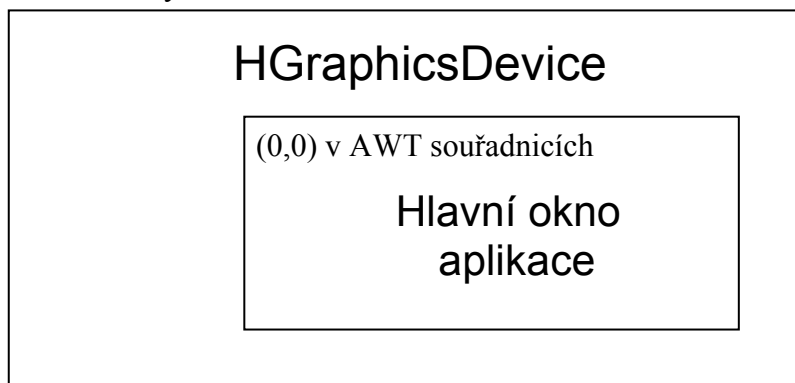 HGraphicsDevice
(0,0) v AWT souřadnicích
Hlavní okno
aplikace